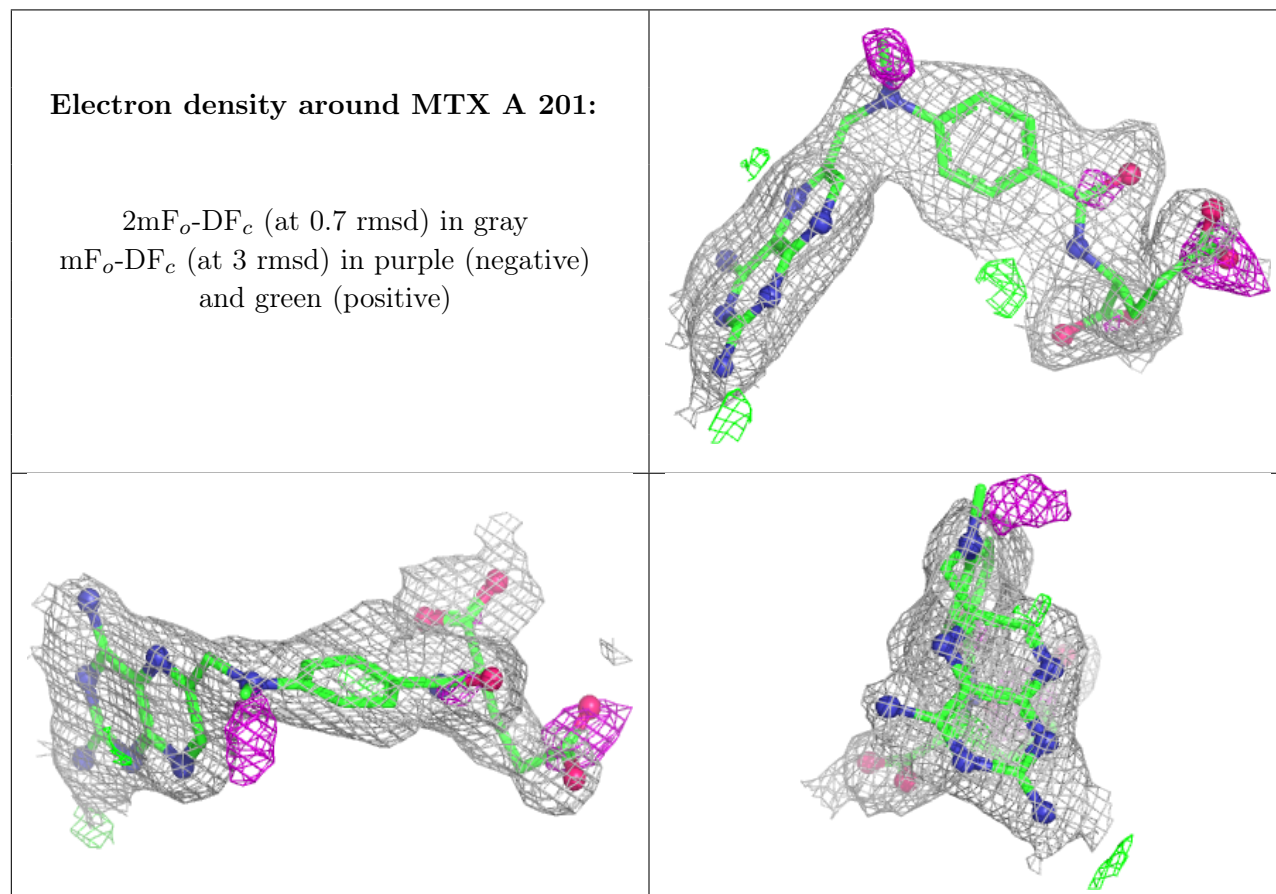 Electron density around MTX A 201:
2mFo-DFc (at 0.7 rmsd) in gray
mFo-DFc (at 3 rmsd) in purple (negative)
and green (positive)